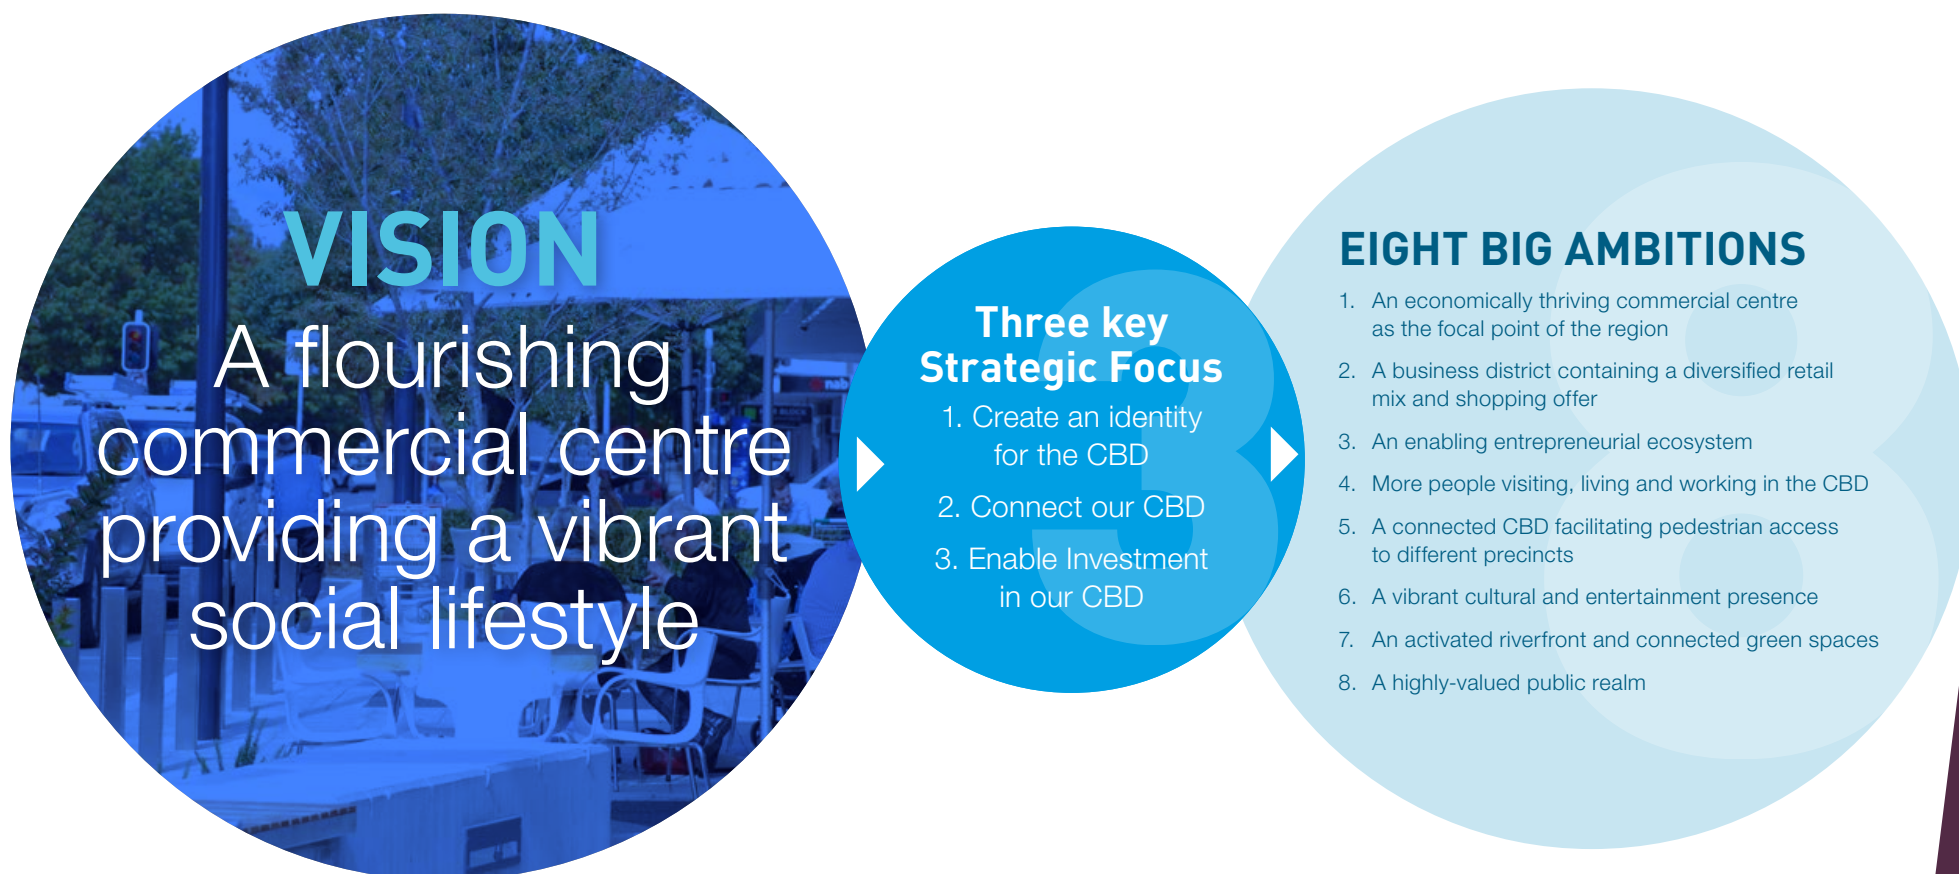 VISION
A flourishing
commercial centre
providing a vibrant
social lifestyle
3
Three key
Strategic Focus
1. Create an identity
for the CBD
2. Connect our CBD
3. Enable Investment
in our CBD
8
EIGHT BIG AMBITIONS
1. An economically thriving commercial centre
as the focal point of the region
2. A business district containing a diversified retail
mix and shopping offer
3. An enabling entrepreneurial ecosystem
4. More people visiting, living and working in the CBD
5. A connected CBD facilitating pedestrian access
to different precincts
6. A vibrant cultural and entertainment presence
7. An activated riverfront and connected green spaces
8. A highly-valued public realm
nab